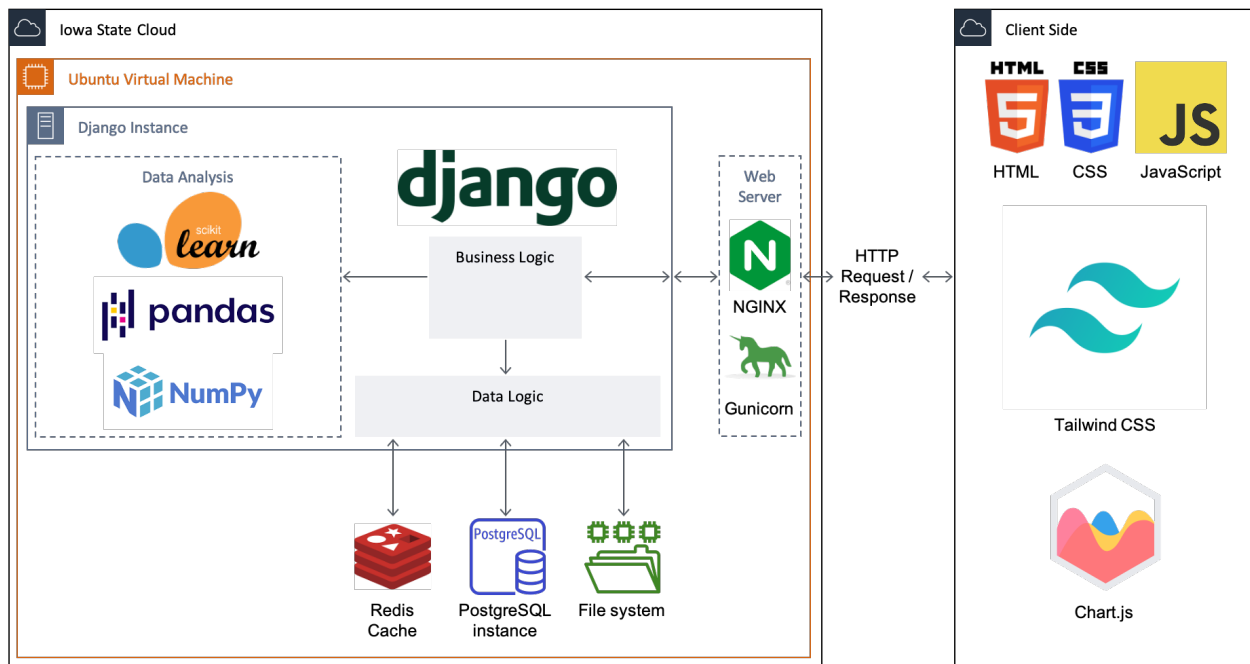 Iowa State Cloud
Ubuntu Virtual Machine
Django Instance
Data Analysis
scikit
learn
pandas
NumPy
django
Business Logic
Data Logic
Web
Server
N
NGINX
Gunicorn
HTTP
Request /
Response
Redis
Cache
PostgreSQL
PostgreSQL
instance
File system
Client Side
HTML
5
HTML
CSS
3
CSS
JS
JavaScript
Tailwind CSS
Chart.js